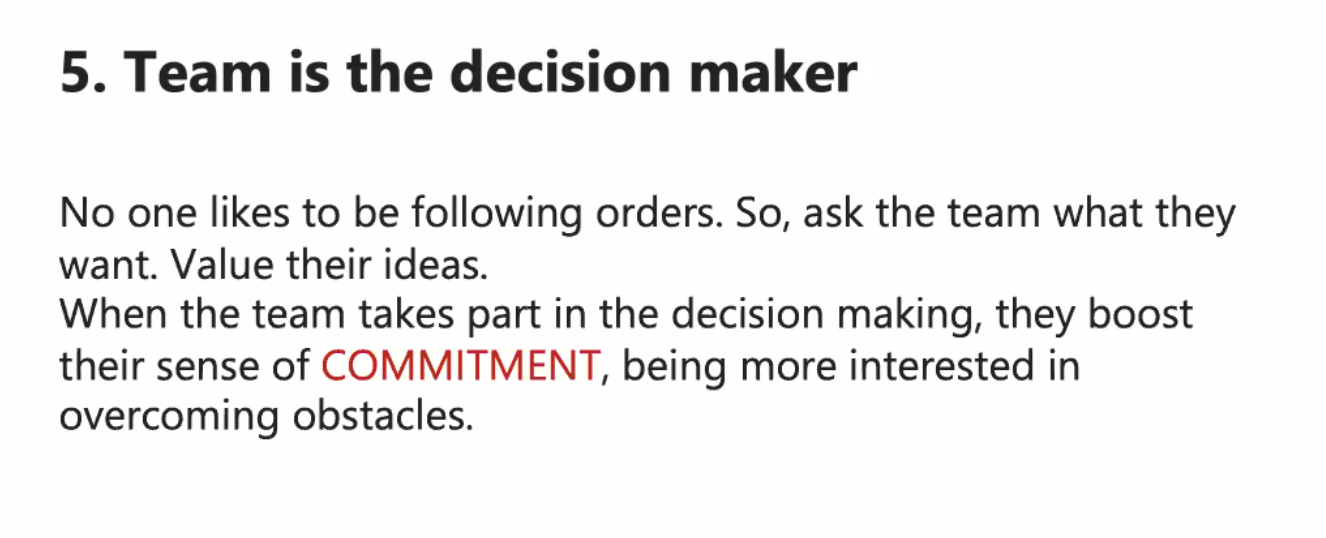 5. Team is the decision maker
No one likes to be following orders. So, ask the team what they
want. Value their ideas.
When the team takes part in the decision making, they boost
their sense of COMMITMENT, being more interested in
overcoming obstacles.